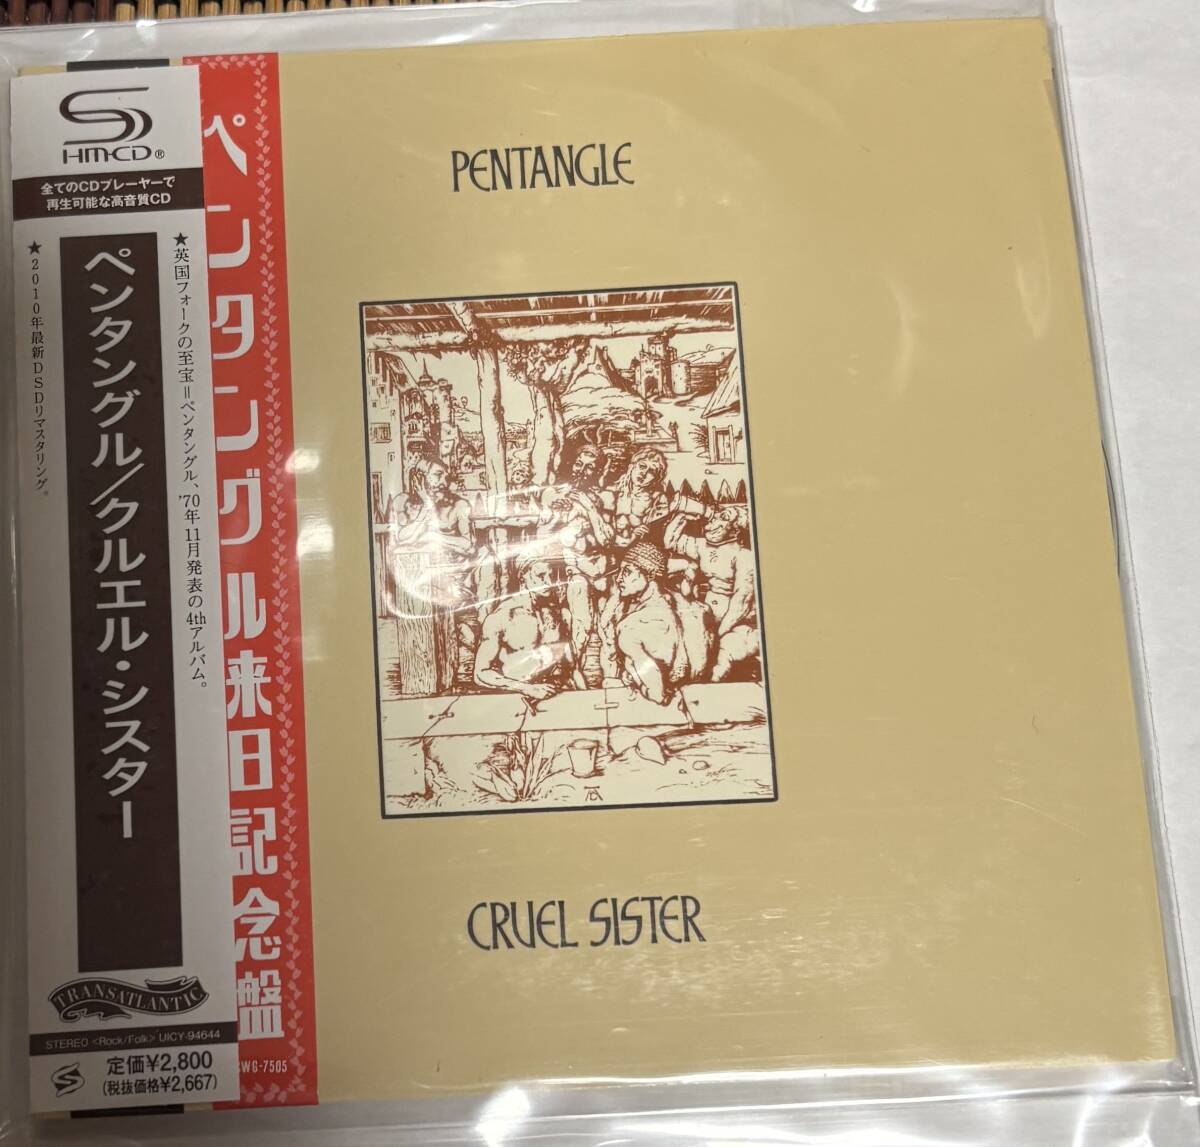 SHM-CD®
全てのCDプレーヤーで
再生可能な高音質CD
★英国フォークの至宝=ペンタングル、'70年11月発表の4thアルバム。
ペンタングル/クルエル・シスター
★2010年最新DSDリマスタリング。
TRANSATLANTIC
STEREO <Rock/Folk> UICY-94644
定価¥2,800
(税抜価格¥2,667)
ペンタングル来日記念盤
WG-7505
PENTANGLE
AD
CRUEL SISTER